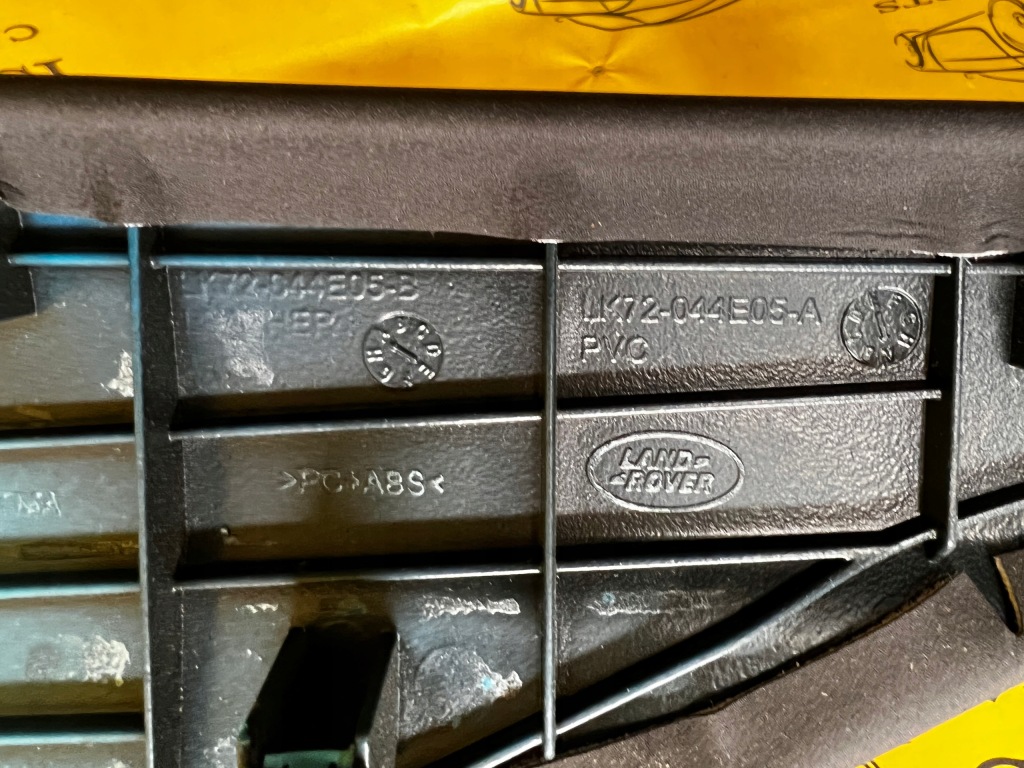 LK72-044E05-B
LK72-044E05-A
PVC
>PC+ABS<
LAND-
-ROVER